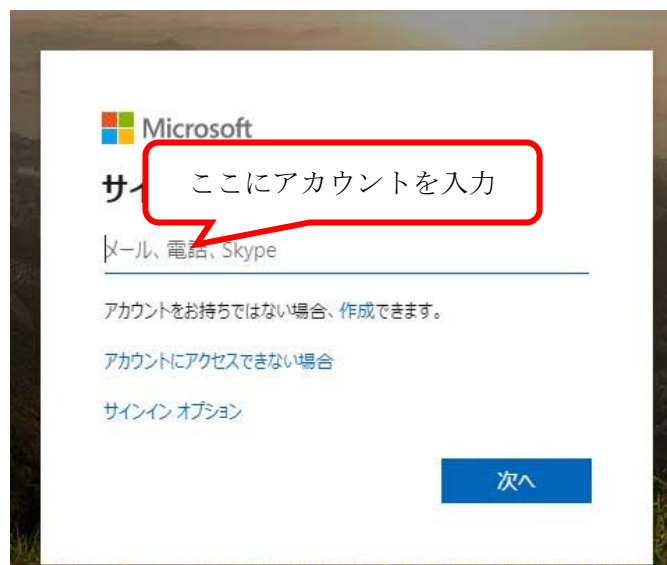 Microsoft
サイ
ここにアカウントを入力
メール、電話、Skype
アカウントをお持ちではない場合、作成できます。
アカウントにアクセスできない場合
サインイン オプション
次へ